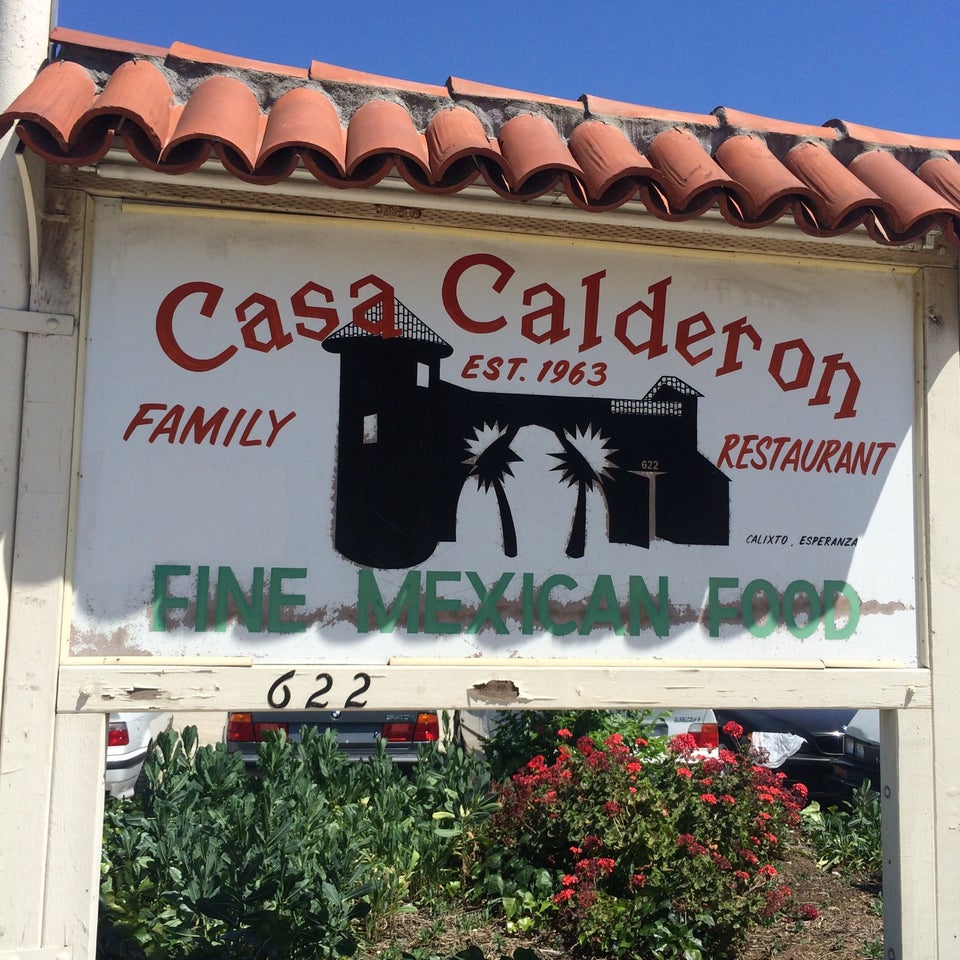 Casa Calderon
EST. 1963
FAMILY
RESTAURANT
622
CALIXTO. ESPERANZA
FINE MEXICAN FOOD
622